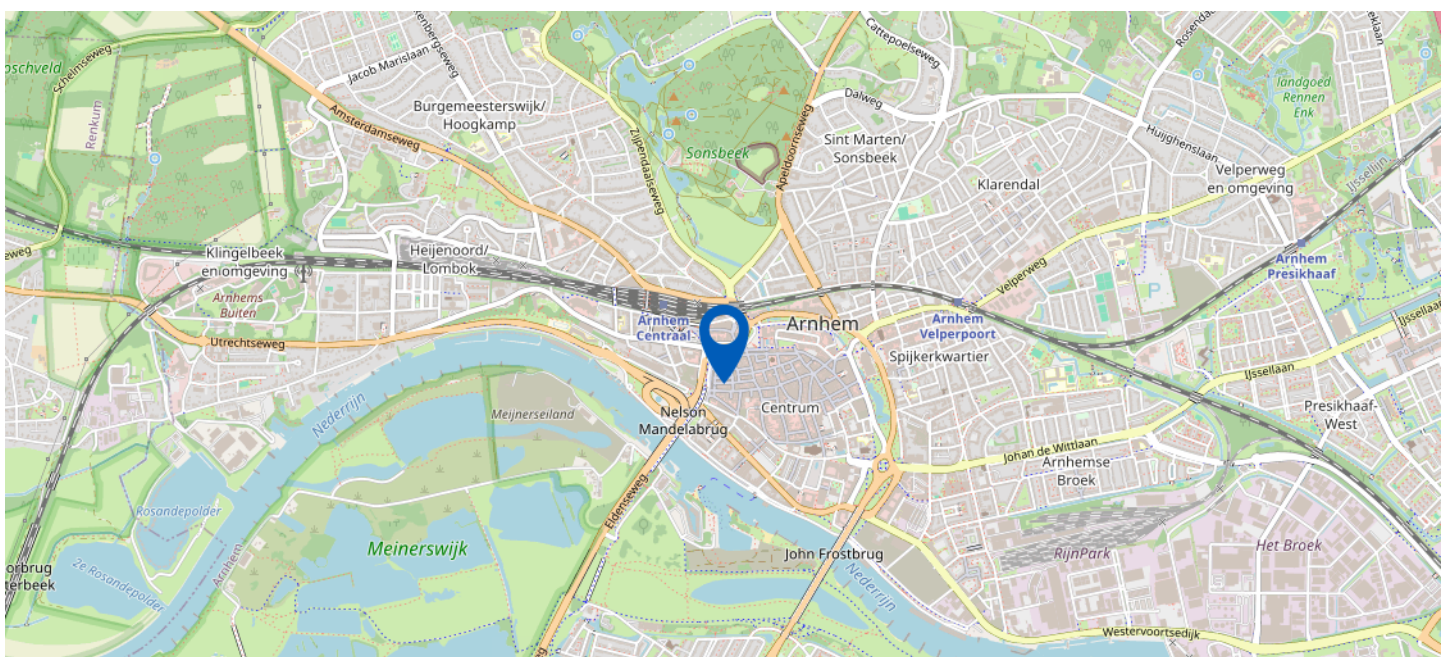 Schelmseweg
Jacob Marislaan
Cattepoelseweg
Renkum
Amsterdamseweg
Burgemeesterswijk/
Hoogkamp
Zijpendaalseweg
Sonsbeek
Apeldoornseweg
Dalweg
Sint Marten/
Sonsbeek
Klarendal
landgoed
Rennen
Enk
Huijghenslaan
Velperweg
en omgeving
IJssellijn
Klingelbeek
en omgeving
Heijenoord/
Lombok
Arnhems
Buiten
Utrechtseweg
Arnhem
Centraal
Arnhem
Arnhem
Velperpoort
Velperweg
P
Arnhem
Presikhaaf
IJssellaan
IJssellaan
Spijkerkwartier
Nederrijn
Meijnerseiland
Nelson
Mandelabrug
Centrum
Johan de Wittlaan
Arnhemse
Broek
Presikhaaf-
West
Rosandepolder
2e Rosandepolder
Arnhem
Meinerswijk
Eldenseweg
John Frostbrug
Nederrijn
RijnPark
Het Broek
Westervoortsedijk